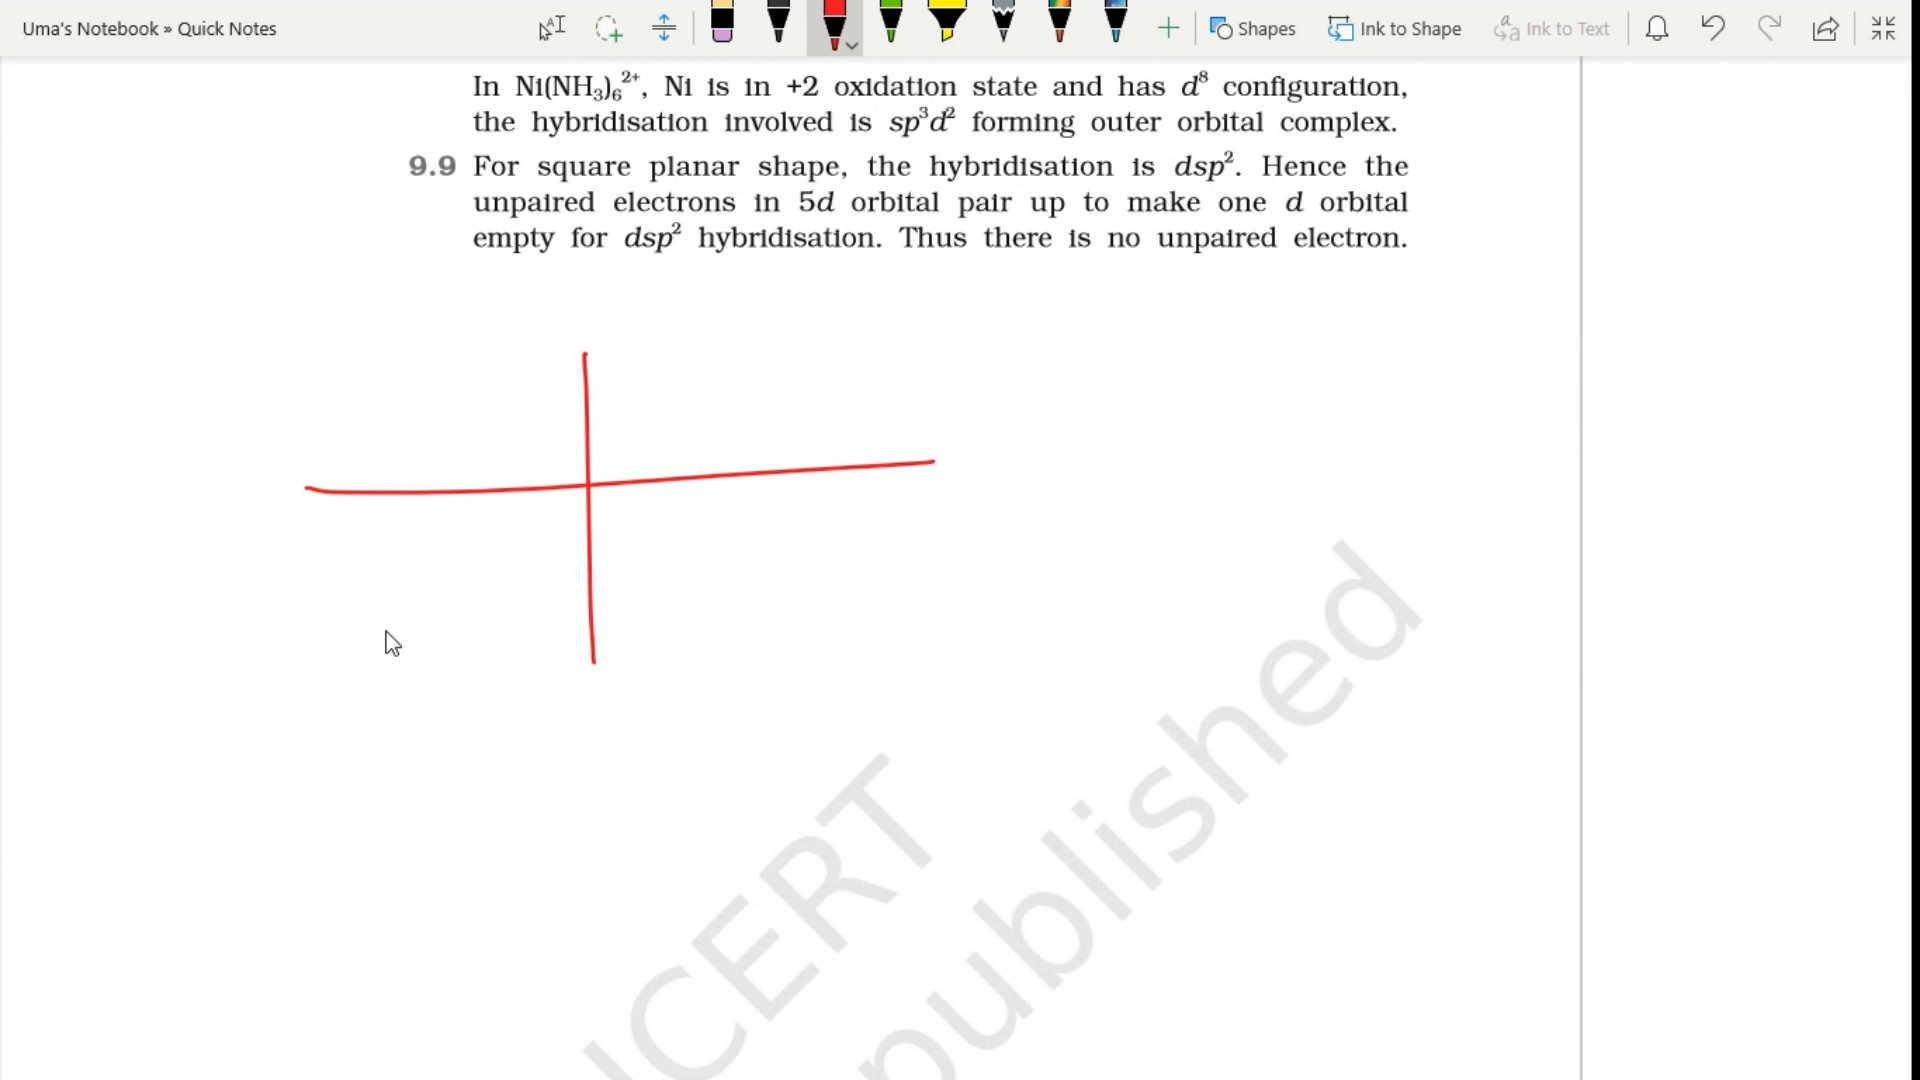 Uma's Notebook » Quick Notes
Shapes
Ink to Shape
Ink to Text
In Ni(NH₃)₆²⁺, Ni is in +2 oxidation state and has d⁸ configuration,
the hybridisation involved is sp³d² forming outer orbital complex.
9.9 For square planar shape, the hybridisation is dsp². Hence the
unpaired electrons in 5d orbital pair up to make one d orbital
empty for dsp² hybridisation. Thus there is no unpaired electron.
published